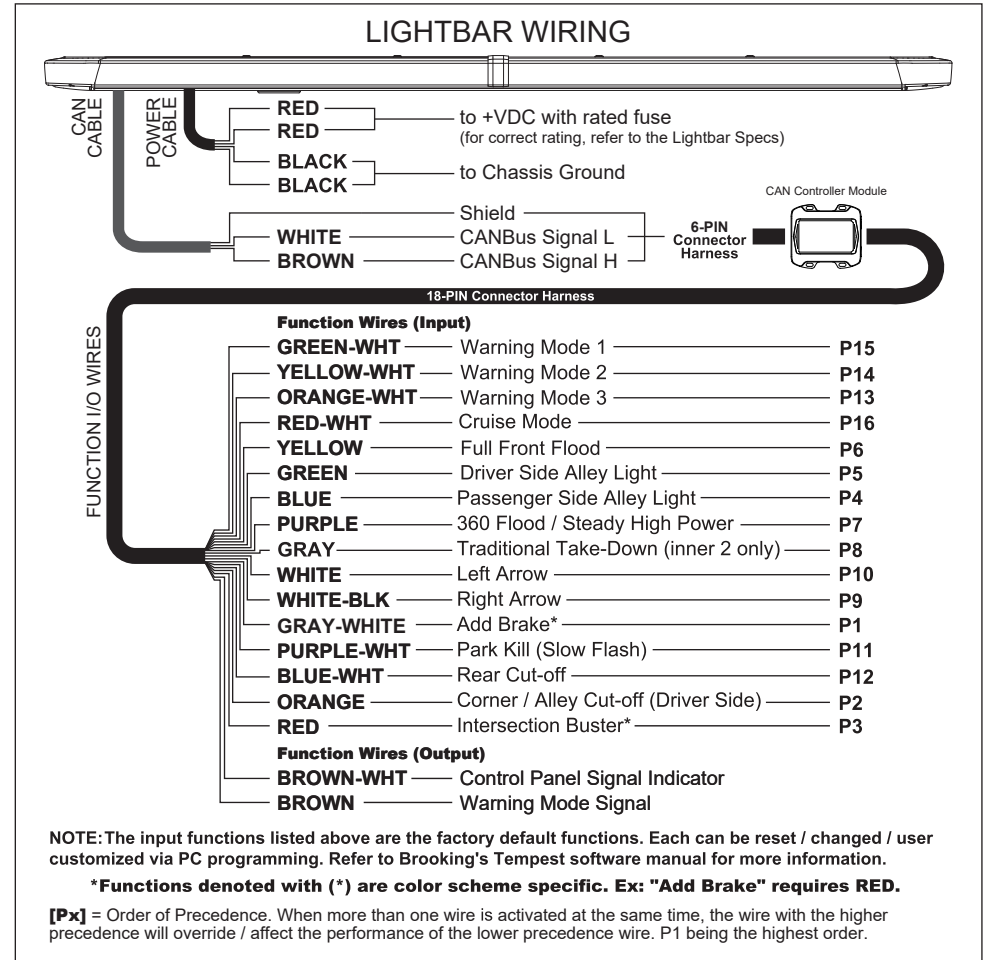 LIGHTBAR WIRING
CAN
CABLE
POWER
CABLE
RED
RED
BLACK
BLACK
to +VDC with rated fuse
(for correct rating, refer to the Lightbar Specs)
to Chassis Ground
CAN Controller Module
Shield
WHITE CANBus Signal L
BROWN CANBus Signal H
6-PIN
Connector
Harness
18-PIN Connector Harness
FUNCTION I/O WIRES
Function Wires (Input)
GREEN-WHT Warning Mode 1 P15
YELLOW-WHT Warning Mode 2 P14
ORANGE-WHT Warning Mode 3 P13
RED-WHT Cruise Mode P16
YELLOW Full Front Flood P6
GREEN Driver Side Alley Light P5
BLUE Passenger Side Alley Light P4
PURPLE 360 Flood / Steady High Power P7
GRAY Traditional Take-Down (inner 2 only) P8
WHITE Left Arrow P10
WHITE-BLK Right Arrow P9
GRAY-WHITE Add Brake* P1
PURPLE-WHT Park Kill (Slow Flash) P11
BLUE-WHT Rear Cut-off P12
ORANGE Corner / Alley Cut-off (Driver Side) P2
RED Intersection Buster* P3
Function Wires (Output)
BROWN-WHT Control Panel Signal Indicator
BROWN Warning Mode Signal
NOTE: The input functions listed above are the factory default functions. Each can be reset / changed / user
customized via PC programming. Refer to Brooking's Tempest software manual for more information.
*Functions denoted with (*) are color scheme specific. Ex: "Add Brake" requires RED.
[Px] = Order of Precedence. When more than one wire is activated at the same time, the wire with the higher
precedence will override / affect the performance of the lower precedence wire. P1 being the highest order.